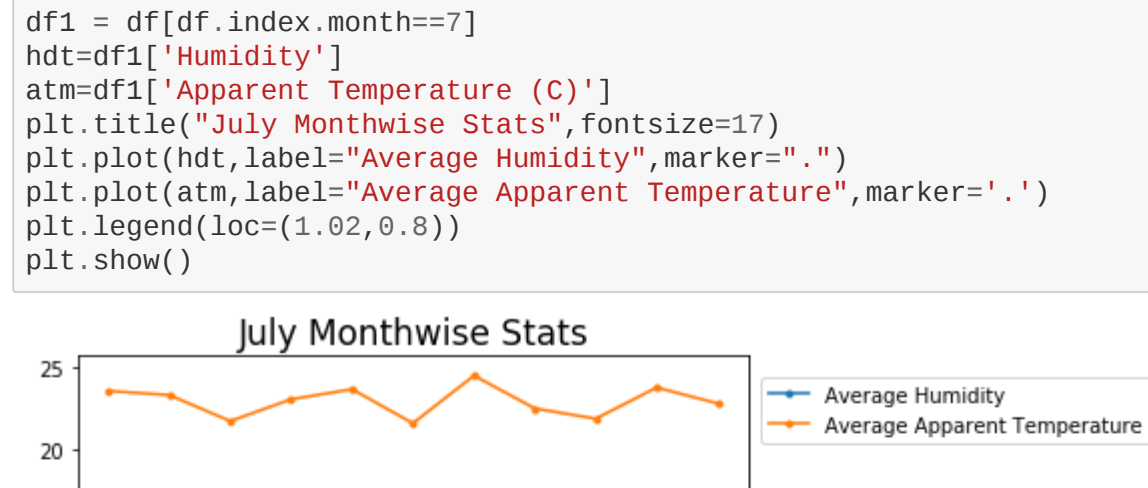 df1 = df[df.index.month==7]
hdt=df1['Humidity']
atm=df1['Apparent Temperature (C)']
plt.title("July Monthwise Stats",fontsize=17)
plt.plot(hdt,label="Average Humidity",marker=".")
plt.plot(atm,label="Average Apparent Temperature",marker='.')
plt.legend(loc=(1.02,0.8))
plt.show()
July Monthwise Stats
25
Average Humidity
Average Apparent Temperature
20